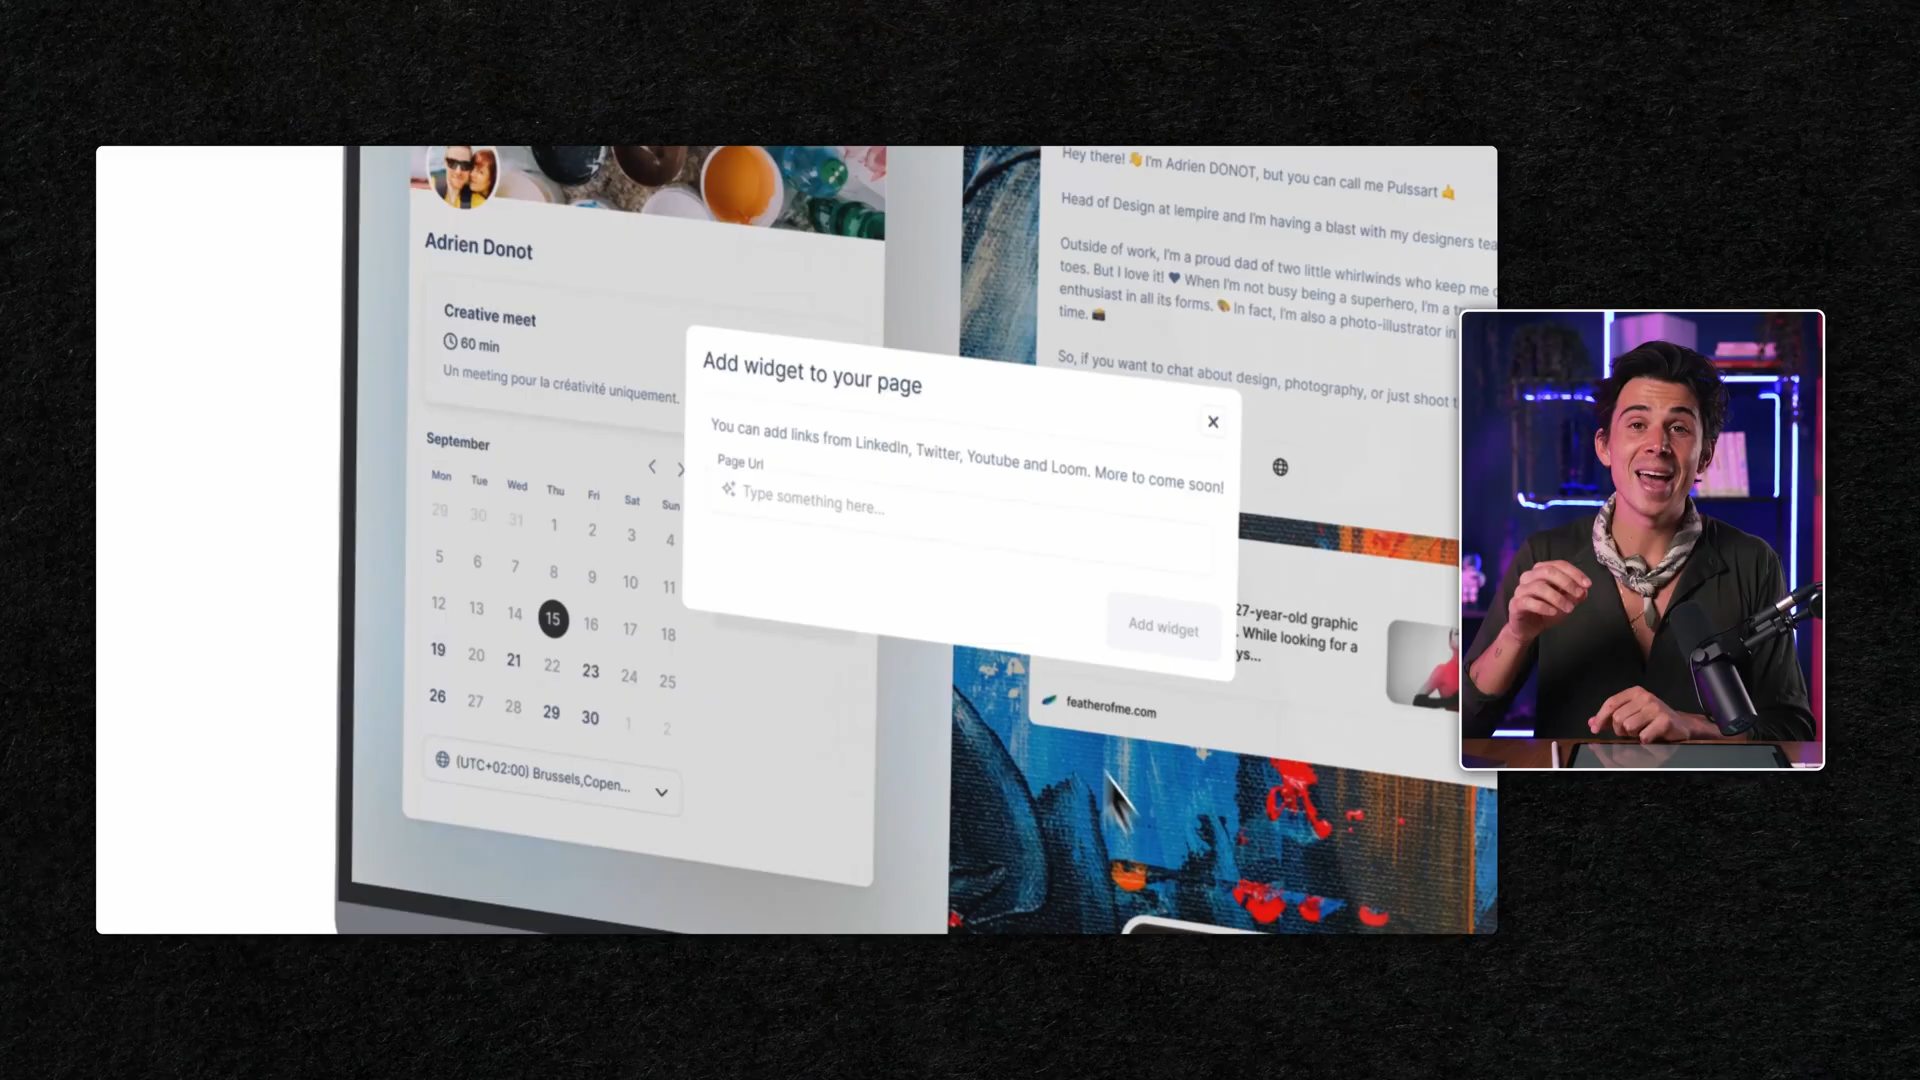 Adrien Donot
Creative meet
60 min
Un meeting pour la créativité uniquement.
September
Mon Tue Wed Thu Fri Sat Sun
29 30 31 1 2 3 4
5 6 7 8 9 10 11
12 13 14 15 16 17 18
19 20 21 22 23 24 25
26 27 28 29 30 1 2
(UTC+02:00) Brussels,Copen...
Add widget to your page
You can add links from LinkedIn, Twitter, Youtube and Loom. More to come soon!
Page Url
Type something here...
Add widget
Hey there! 👋 I'm Adrien DONOT, but you can call me Pulssart 🤙
Head of Design at lempire and I'm having a blast with my designers
Outside of work, I'm a proud dad of two little whirlwinds who keep me
toes. But I love it! 🖤 When I'm not busy being a superhero, I'm a
enthusiast in all its forms. 🎨 In fact, I'm also a photo-illustrator in
time. 📸
So, if you want to chat about design, photography, or just shoot
27-year-old graphic
. While looking for a
ys...
featherofme.com